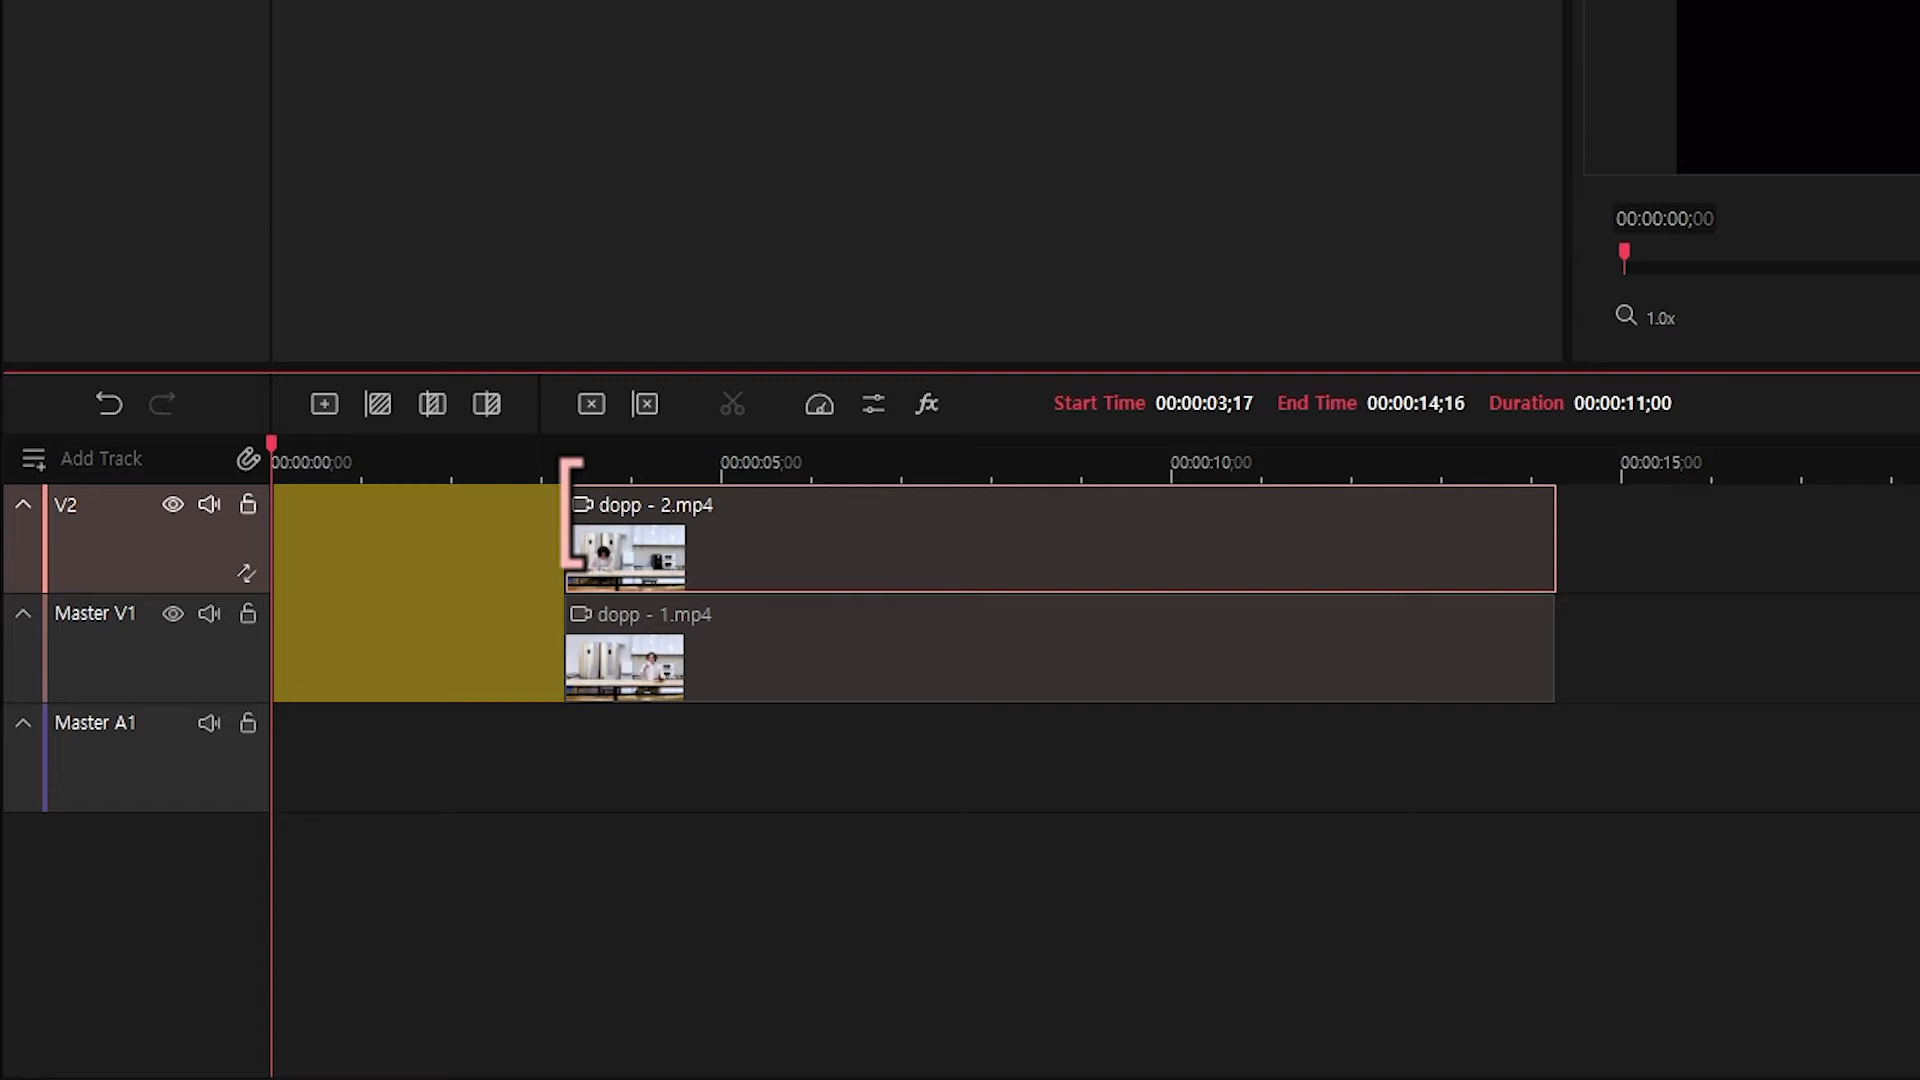 00:00:00;00
1.0x
fx
Start Time 00:00:03;17 End Time 00:00:14;16 Duration 00:00:11;00
Add Track
00:00:00;00 00:00:05;00 00:00:10;00 00:00:15;00
V2
dopp - 2.mp4
Master V1
dopp - 1.mp4
Master A1